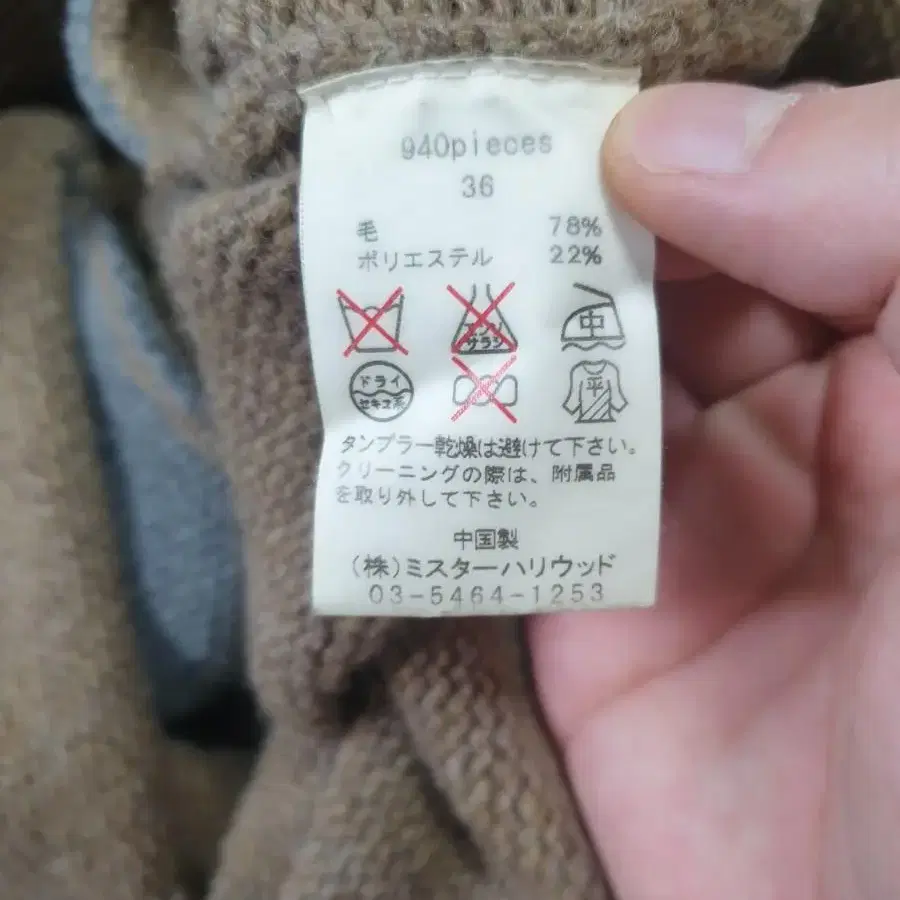 940pieces
36
毛 78%
ポリエステル 22%
エンソ サラシ 中
ドライ セキユ系 平
タンブラー乾燥は避けて下さい。
クリーニングの際は、附属品
を取り外して下さい。
中国製
(株)ミスターハリウッド
03-5464-1253